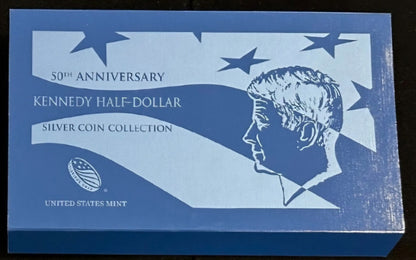 50TH ANNIVERSARY
KENNEDY HALF-DOLLAR
SILVER COIN COLLECTION
UNITED STATES MINT